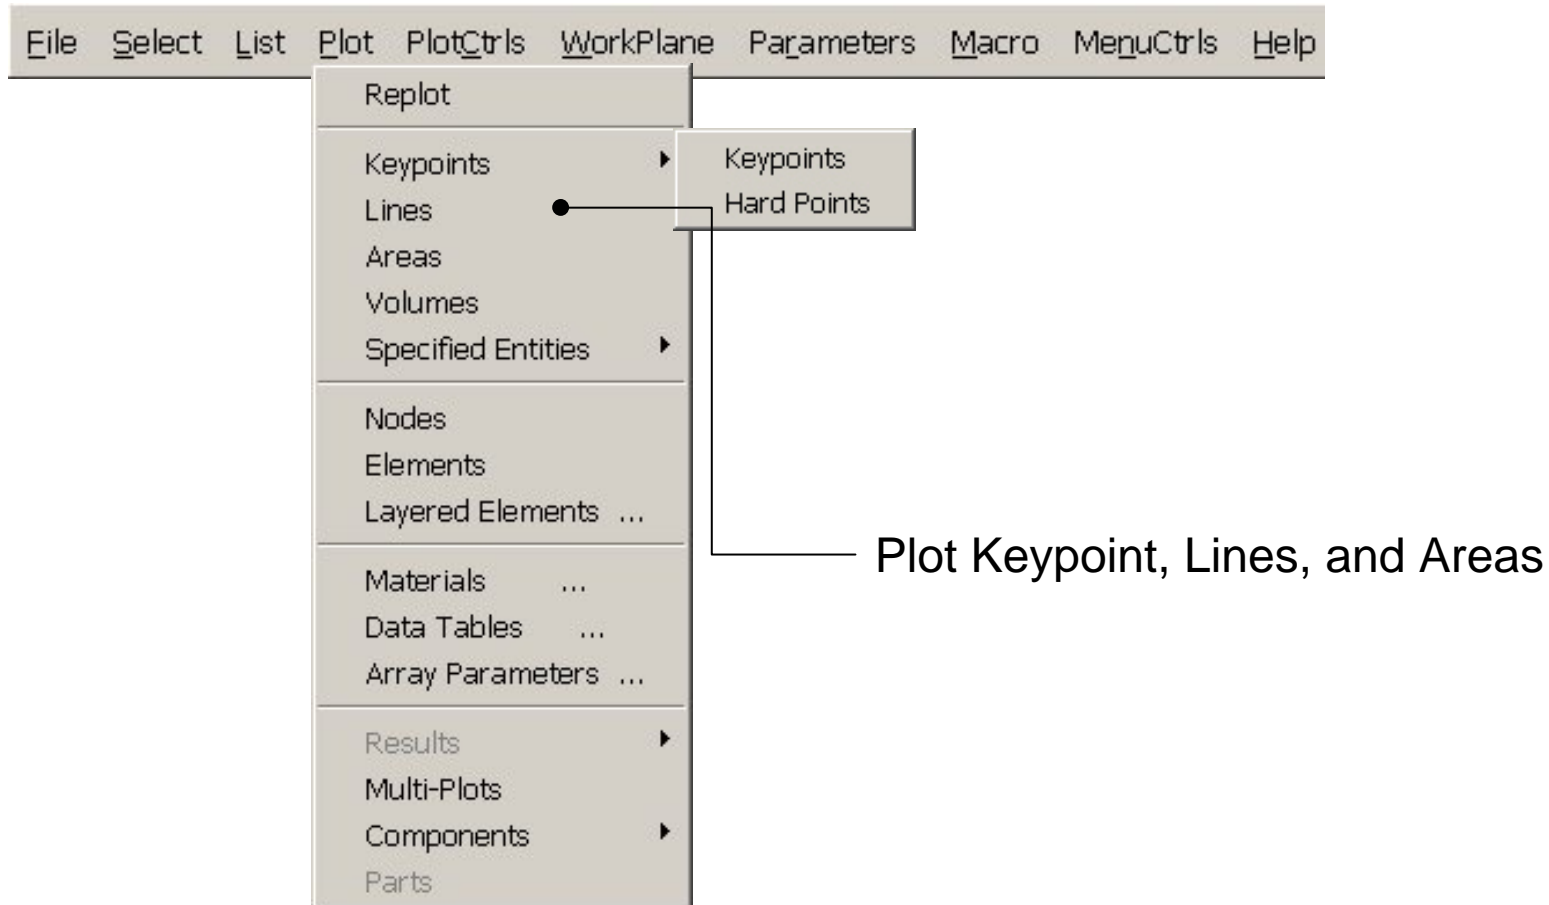 File Select List Plot PlotCtrls WorkPlane Parameters Macro MenuCtrls Help
Replot
Keypoints
Keypoints
Hard Points
Lines
Areas
Volumes
Specified Entities
Nodes
Elements
Layered Elements ...
Materials ...
Data Tables ...
Array Parameters ...
Results
Multi-Plots
Components
Parts
Plot Keypoint, Lines, and Areas